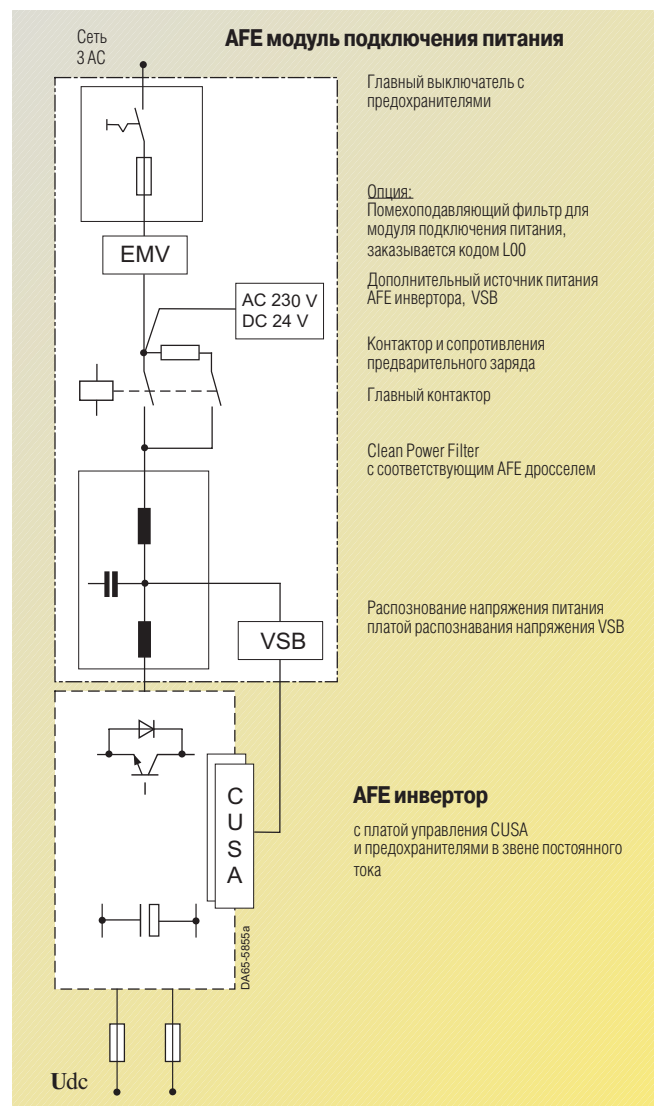 Сеть
3 AC
AFE модуль подключения питания
Главный выключатель с
предохранителями
Опция:
Помехоподавляющий фильтр для
модуля подключения питания,
заказывается кодом L00
EMV
Дополнительный источник питания
AFE инвертора, VSB
AC 230 V
DC 24 V
Контактор и сопротивления
предварительного заряда
Главный контактор
Clean Power Filter
с соответствующим AFE дросселем
Распознование напряжения питания
платой распознавания напряжения VSB
VSB
AFE инвертор
с платой управления CUSA
и предохранителями в звене постоянного
тока
C
U
S
A
DA65-5855a
Udc